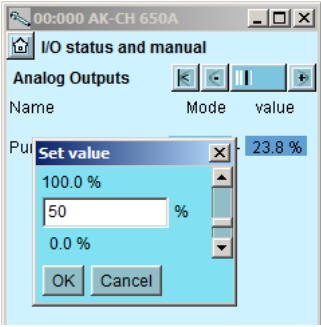 00:000 AK-CH 650A
I/O status and manual
Analog Outputs
Name Mode value
23.8 %
Set value
100.0 %
50 %
0.0 %
OK Cancel